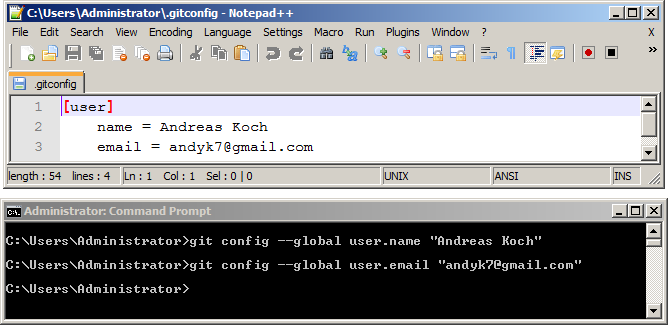 C:\Users\Administrator\.gitconfig - Notepad++
File Edit Search View Encoding Language Settings Macro Run Plugins Window ? X
.gitconfig
1 [user]
2 name = Andreas Koch
3 email = andyk7@gmail.com
length : 54 lines : 4 Ln : 1 Col : 1 Sel : 0 | 0 UNIX ANSI INS
Administrator: Command Prompt
C:\Users\Administrator>git config --global user.name "Andreas Koch"
C:\Users\Administrator>git config --global user.email "andyk7@gmail.com"
C:\Users\Administrator>